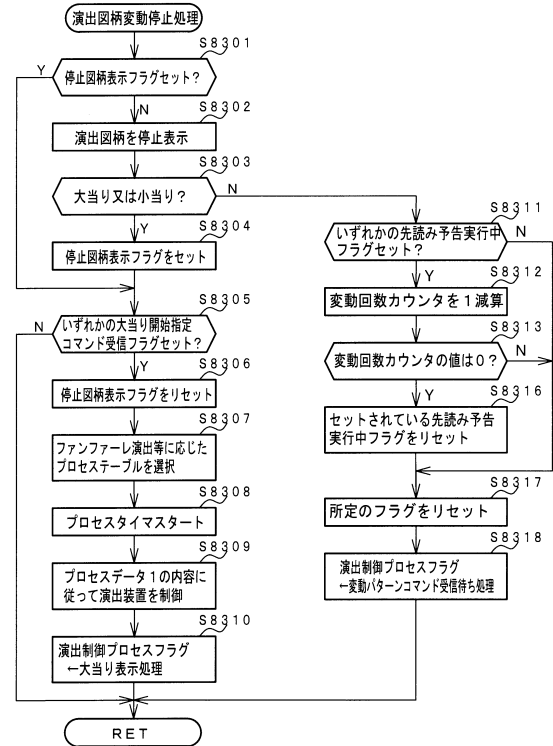 演出図柄変動停止処理
S8301
停止図柄表示フラグセット?
Y
N
S8302
演出図柄を停止表示
S8303
大当り又は小当り?
N
Y
S8304
停止図柄表示フラグをセット
S8305
いずれかの大当り開始指定
コマンド受信フラグセット?
N
Y
S8306
停止図柄表示フラグをリセット
S8307
ファンファーレ演出等に応じた
プロセステーブルを選択
S8308
プロセスタイマスタート
S8309
プロセスデータ1の内容に
従って演出装置を制御
S8310
演出制御プロセスフラグ
←大当り表示処理
RET
S8311
いずれかの先読み予告実行中
フラグセット?
N
Y
S8312
変動回数カウンタを1減算
S8313
変動回数カウンタの値は0?
N
Y
S8316
セットされている先読み予告
実行中フラグをリセット
S8317
所定のフラグをリセット
S8318
演出制御プロセスフラグ
←変動パターンコマンド受信待ち処理